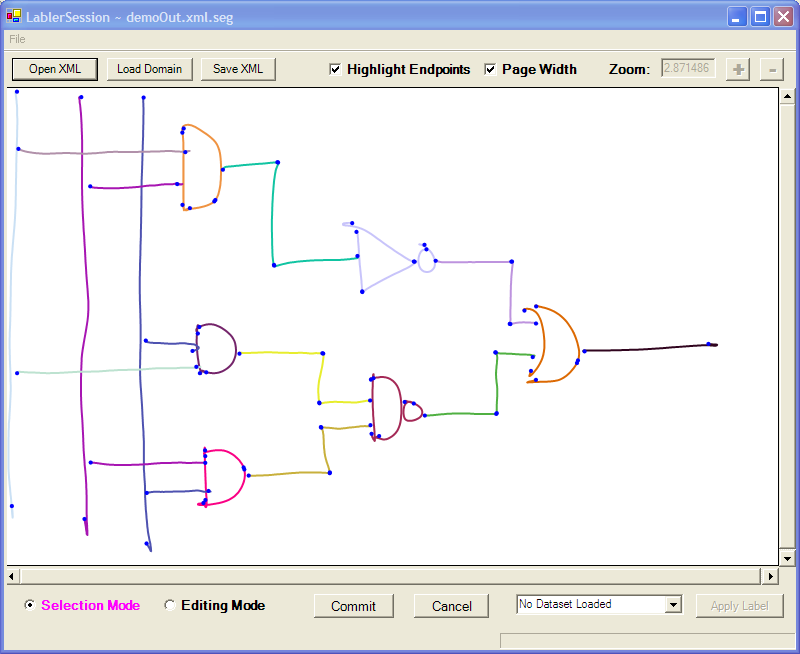 LablerSession ~ demoOut.xml.seg
File
Open XML Load Domain Save XML Highlight Endpoints Page Width Zoom: 2.871486 + -
Selection Mode Editing Mode Commit Cancel No Dataset Loaded Apply Label